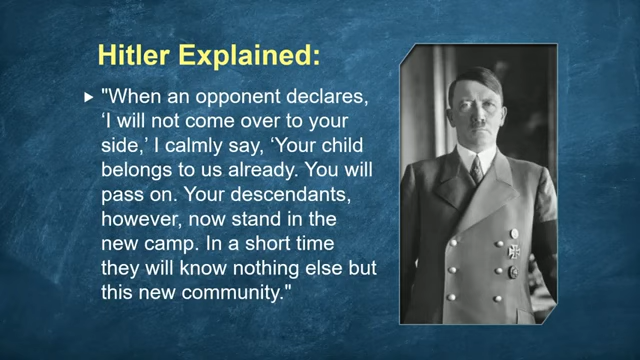 Hitler Explained:
"When an opponent declares,
‘I will not come over to your
side,’ I calmly say, ‘Your child
belongs to us already. You will
pass on. Your descendants,
however, now stand in the
new camp. In a short time
they will know nothing else but
this new community."